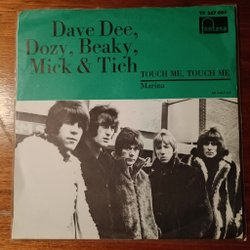 Dave Dee,
Dozy, Beaky,
Mick & Tich
fontana
TOUCH ME, TOUCH ME
Marina